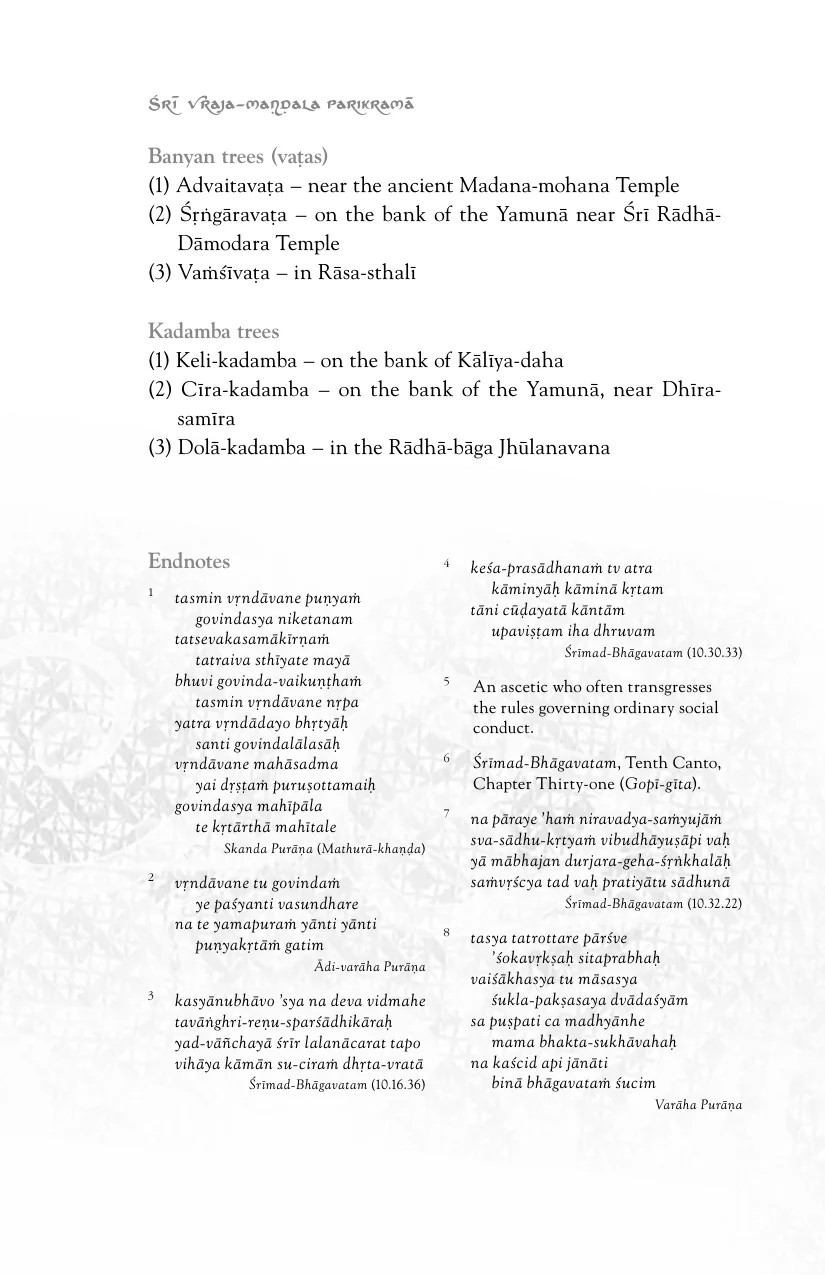 Śrī Vraja-maṇḍala Parikramā
Banyan trees (vaṭas)
(1) Advaitavaṭa – near the ancient Madana-mohana Temple
(2) Śṛṅgāravaṭa – on the bank of the Yamunā near Śrī Rādhā-
Dāmodara Temple
(3) Vaṁśīvaṭa – in Rāsa-sthalī
Kadamba trees
(1) Keli-kadamba – on the bank of Kālīya-daha
(2) Cīra-kadamba – on the bank of the Yamunā, near Dhīra-
samīra
(3) Dolā-kadamba – in the Rādhā-bāga Jhūlanavana
Endnotes
1 tasmin vṛndāvane puṇyaṁ
govindasya niketanam
tatsevakasamākīrṇaṁ
tatraiva sthīyate mayā
bhuvi govinda-vaikuṇṭhaṁ
tasmin vṛndāvane nṛpa
yatra vṛndādayo bhṛtyāḥ
santi govindalālasāḥ
vṛndāvane mahāsadma
yai dṛṣṭaṁ puruṣottamaiḥ
govindasya mahīpāla
te kṛtārthā mahītale
Skanda Purāṇa (Mathurā-khaṇḍa)
2 vṛndāvane tu govindaṁ
ye paśyanti vasundhare
na te yamapuraṁ yānti yānti
puṇyakṛtāṁ gatim
Ādi-varāha Purāṇa
3 kasyānubhāvo ’sya na deva vidmahe
tavāṅghri-reṇu-sparśādhikāraḥ
yad-vāñchayā śrīr lalanācarat tapo
vihāya kāmān su-ciraṁ dhṛta-vratā
Śrīmad-Bhāgavatam (10.16.36)
4 keśa-prasādhanaṁ tv atra
kāminyāḥ kāminā kṛtam
tāni cūḍayatā kāntām
upaviṣṭam iha dhruvam
Śrīmad-Bhāgavatam (10.30.33)
5 An ascetic who often transgresses
the rules governing ordinary social
conduct.
6 Śrīmad-Bhāgavatam, Tenth Canto,
Chapter Thirty-one (Gopī-gīta).
7 na pāraye ’haṁ niravadya-saṁyujāṁ
sva-sādhu-kṛtyaṁ vibudhāyuṣāpi vaḥ
yā mābhajan durjara-geha-śṛṅkhalāḥ
saṁvṛścya tad vaḥ pratiyātu sādhunā
Śrīmad-Bhāgavatam (10.32.22)
8 tasya tatrottare pārśve
’śokavṛkṣaḥ sitaprabhaḥ
vaiśākhasya tu māsasya
śukla-pakṣasaya dvādaśyām
sa puṣpati ca madhyānhe
mama bhakta-sukhāvahaḥ
na kaścid api jānāti
binā bhāgavataṁ śucim
Varāha Purāṇa